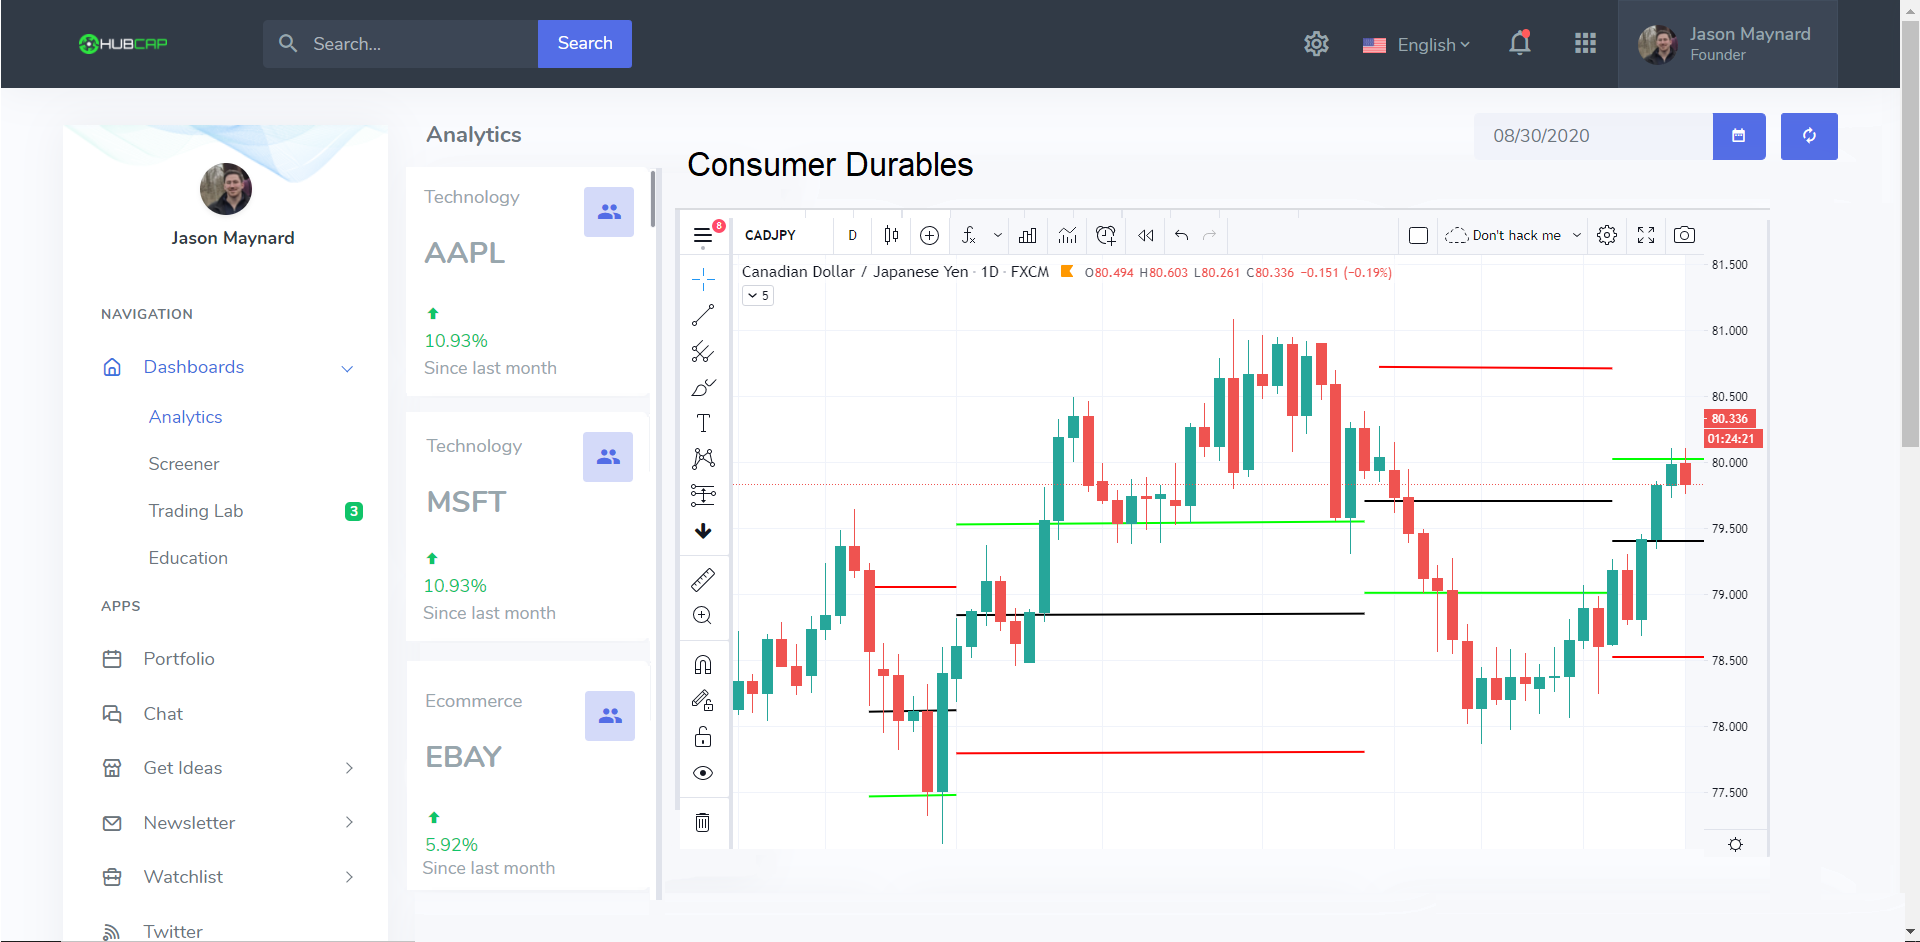 HUBCAP
Search...
Search
English
Jason Maynard
Founder
Jason Maynard
NAVIGATION
Dashboards
Analytics
Screener
Trading Lab
3
Education
APPS
Portfolio
Chat
Get Ideas
Newsletter
Watchlist
Twitter
Analytics
08/30/2020
Technology
AAPL
10.93%
Since last month
Technology
MSFT
10.93%
Since last month
Ecommerce
EBAY
5.92%
Since last month
Consumer Durables
8
CADJPY
D
Don't hack me
Canadian Dollar / Japanese Yen · 1D · FXCM O80.494 H80.603 L80.261 C80.336 −0.151 (−0.19%)
5
81.500
81.000
80.500
80.336
01:24:21
80.000
79.500
79.000
78.500
78.000
77.500